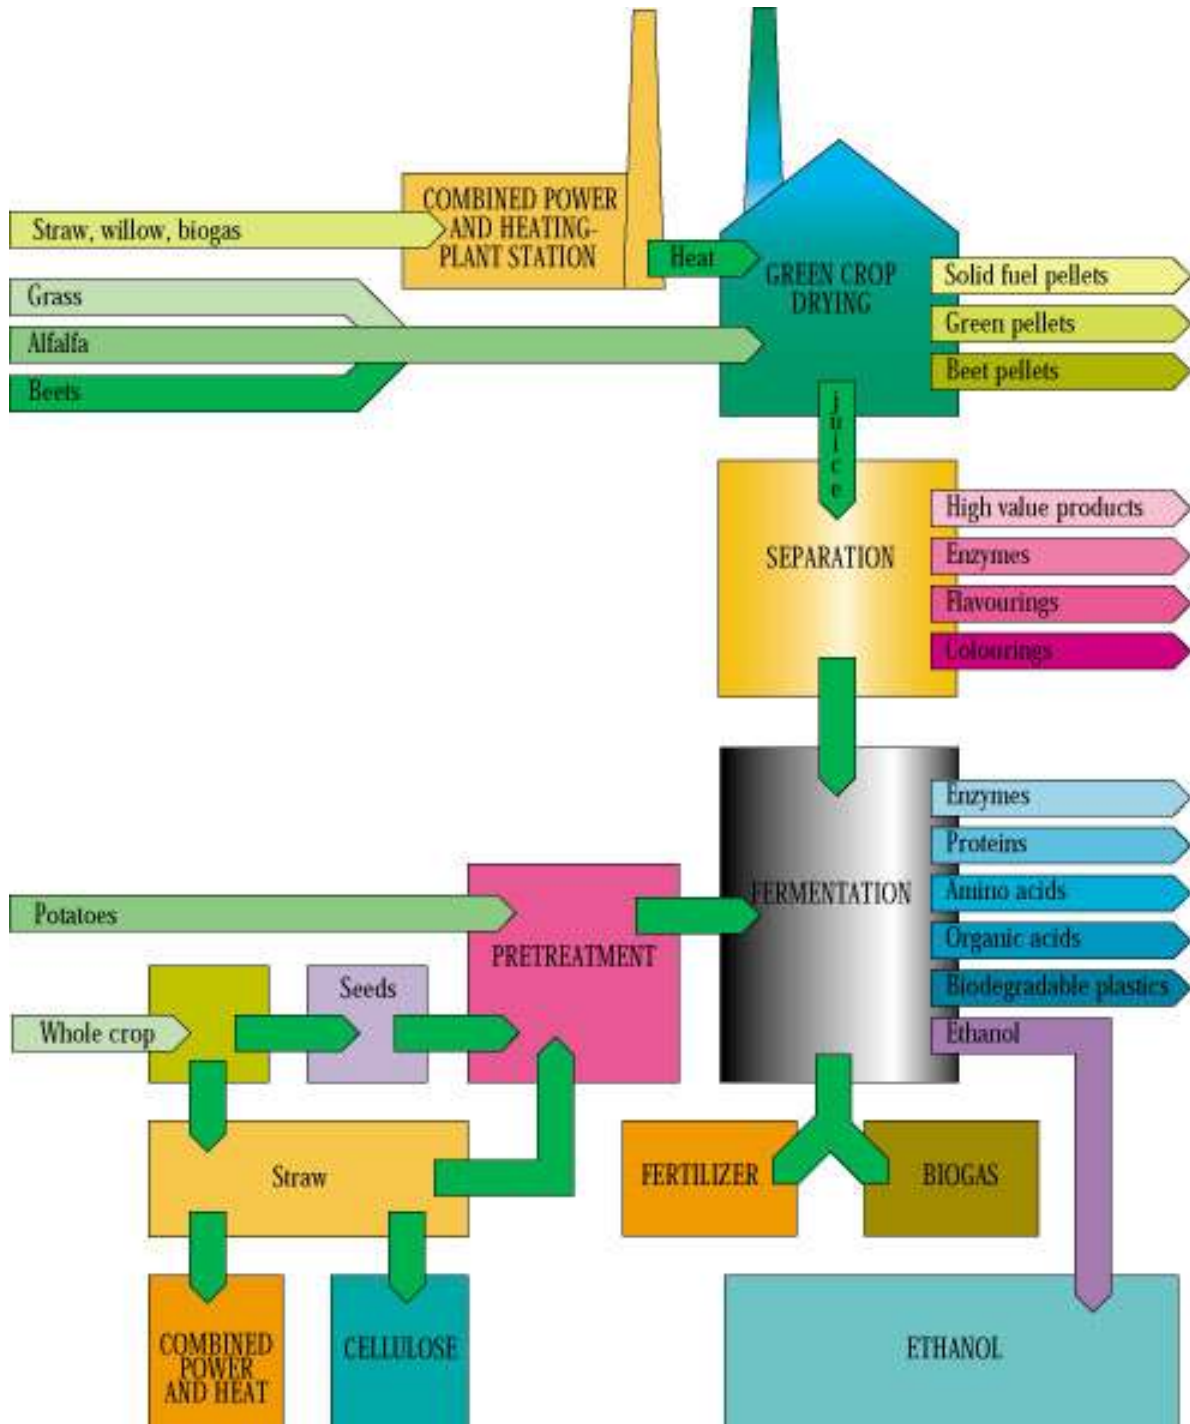 COMBINED POWER
AND HEATING-
PLANT STATION
Straw, willow, biogas
Heat
GREEN CROP
DRYING
Solid fuel pellets
Grass
Green pellets
Alfalfa
Beet pellets
Beets
juice
High value products
SEPARATION
Enzymes
Flavourings
Colourings
Enzymes
Proteins
FERMENTATION
Amino acids
Potatoes
Organic acids
PRETREATMENT
Biodegradable plastics
Seeds
Whole crop
Ethanol
Straw
FERTILIZER
BIOGAS
COMBINED
POWER
AND HEAT
CELLULOSE
ETHANOL